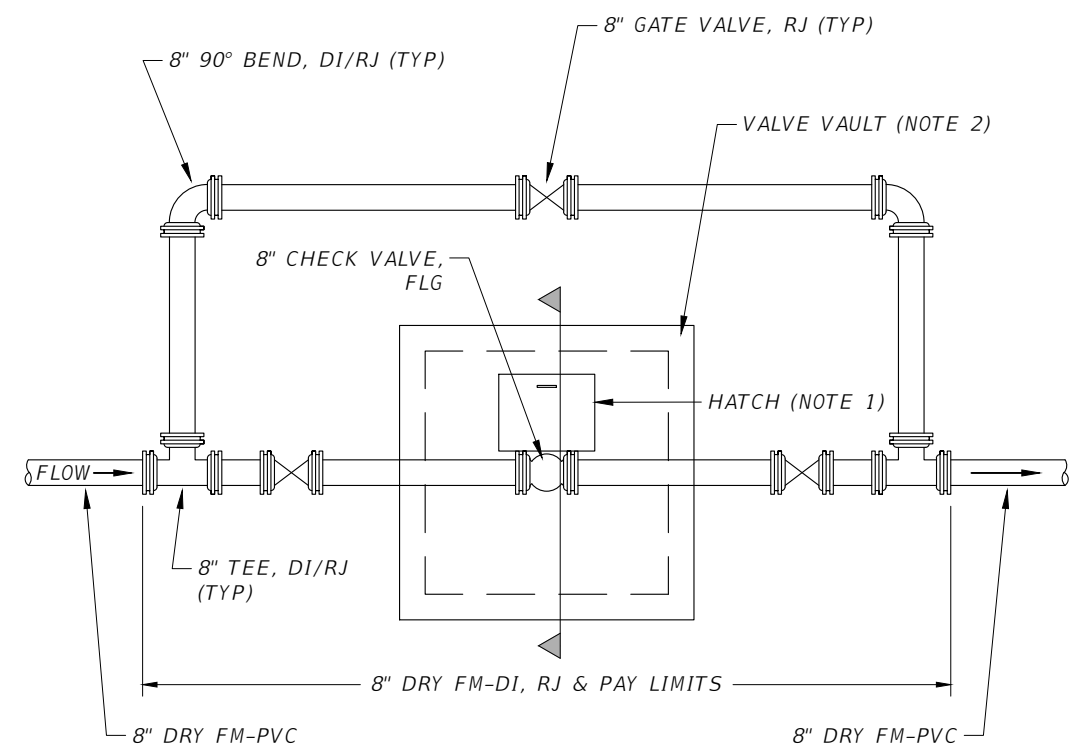 8" GATE VALVE, RJ (TYP)
8" 90° BEND, DI/RJ (TYP)
VALVE VAULT (NOTE 2)
8" CHECK VALVE,
FLG
HATCH (NOTE 1)
FLOW
8" TEE, DI/RJ
(TYP)
8" DRY FM-DI, RJ & PAY LIMITS
8" DRY FM-PVC
8" DRY FM-PVC